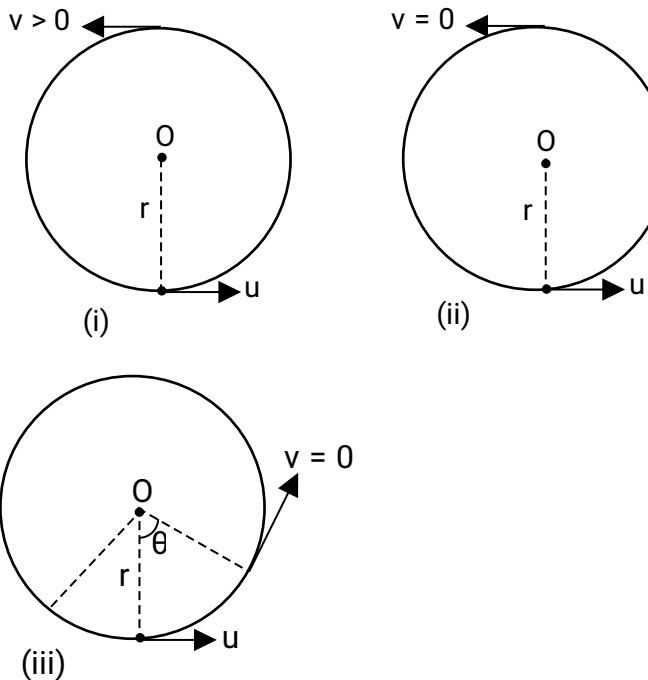 v > 0
O
r
u
(i)
v = 0
O
r
u
(ii)
v = 0
O
θ
r
u
(iii)